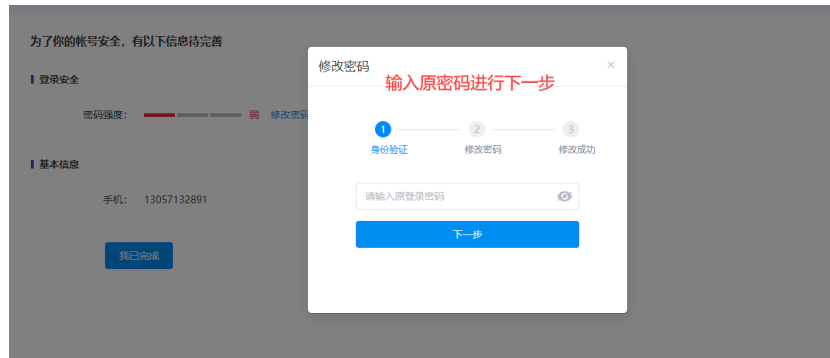 为了你的帐号安全，有以下信息待完善
登录安全
密码强度： 弱 修改密码
基本信息
手机： 13057132891
我已完成
修改密码 ×
输入原密码进行下一步
1 2 3
身份验证 修改密码 修改成功
请输入原登录密码
下一步